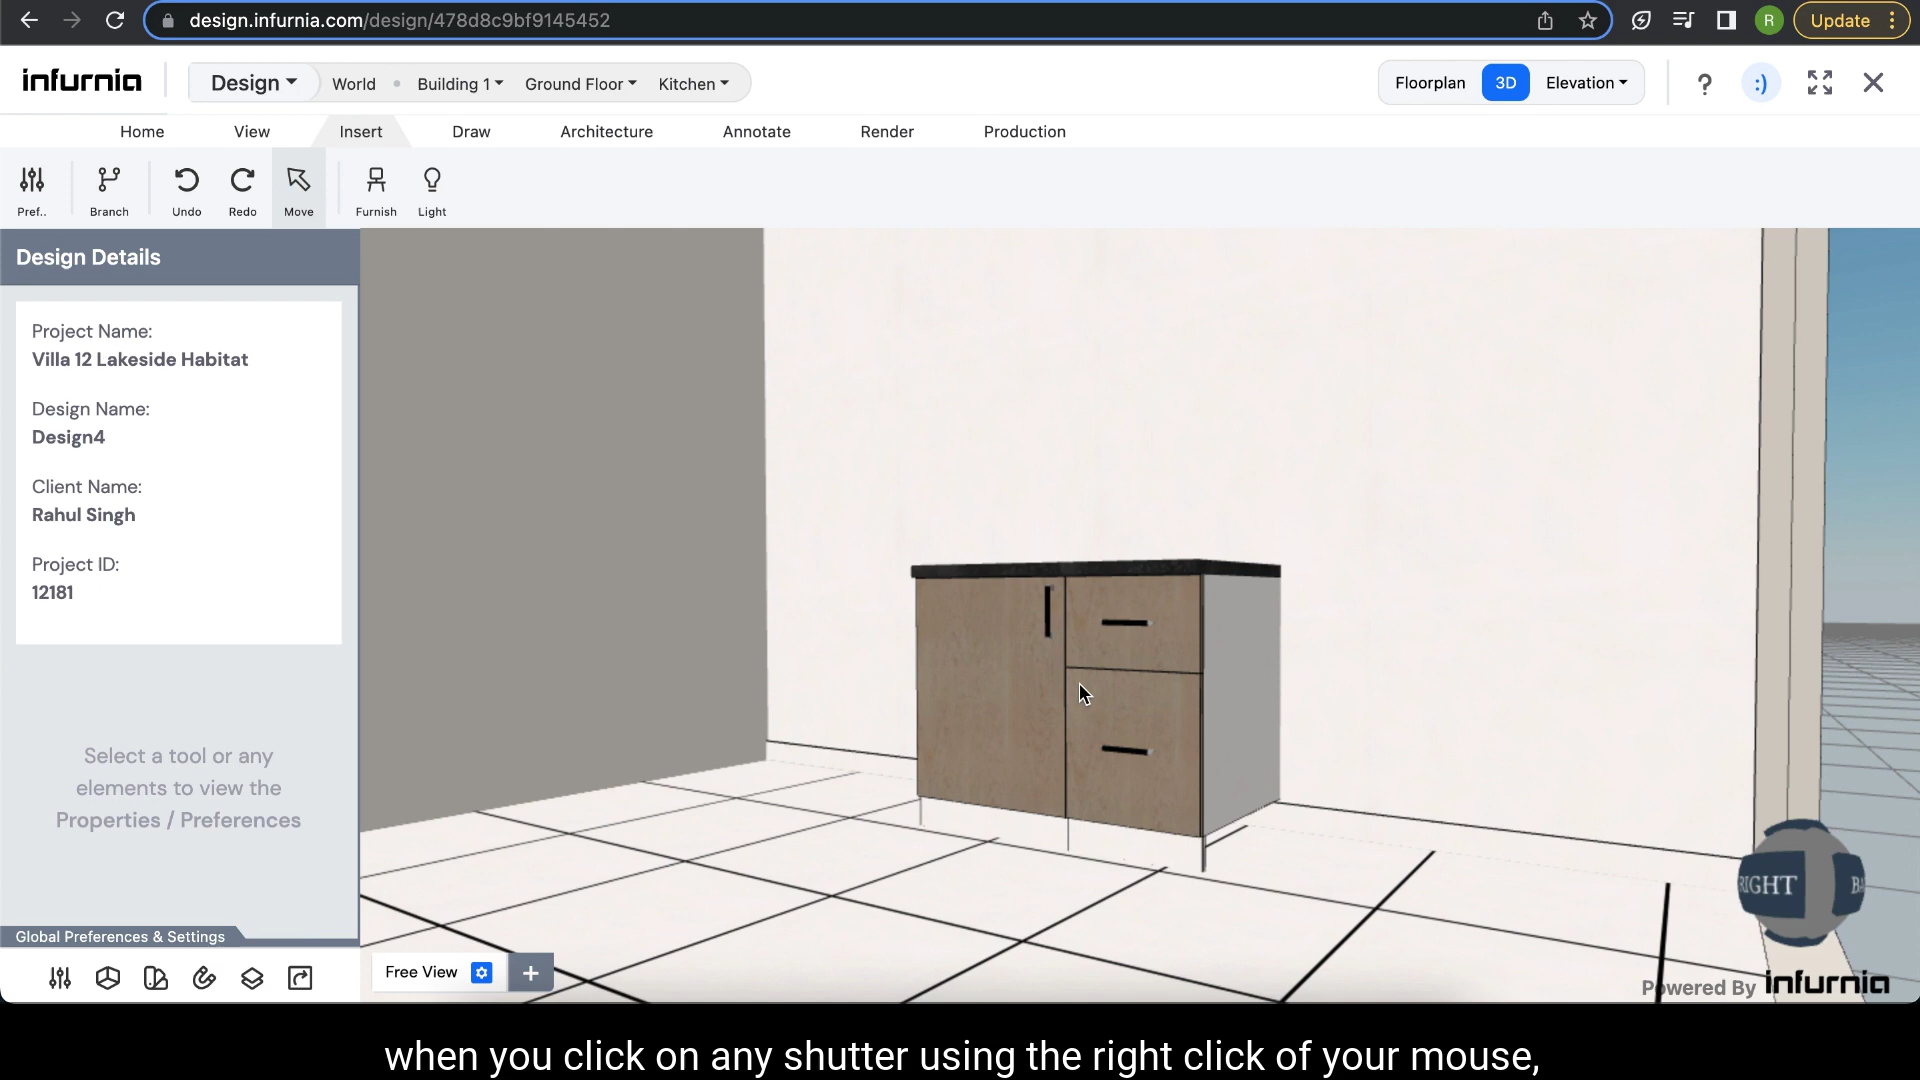 design.infurnia.com/design/478d8c9bf9145452
R
Update
infurnia
Design
World
Building 1
Ground Floor
Kitchen
Floorplan
3D
Elevation
?
:)
Home
View
Insert
Draw
Architecture
Annotate
Render
Production
Pref..
Branch
Undo
Redo
Move
Furnish
Light
Design Details
Project Name:
Villa 12 Lakeside Habitat
Design Name:
Design4
Client Name:
Rahul Singh
Project ID:
12181
Select a tool or any
elements to view the
Properties / Preferences
Global Preferences & Settings
Free View
+
RIGHT
BA
Powered By infurnia
when you click on any shutter using the right click of your mouse,